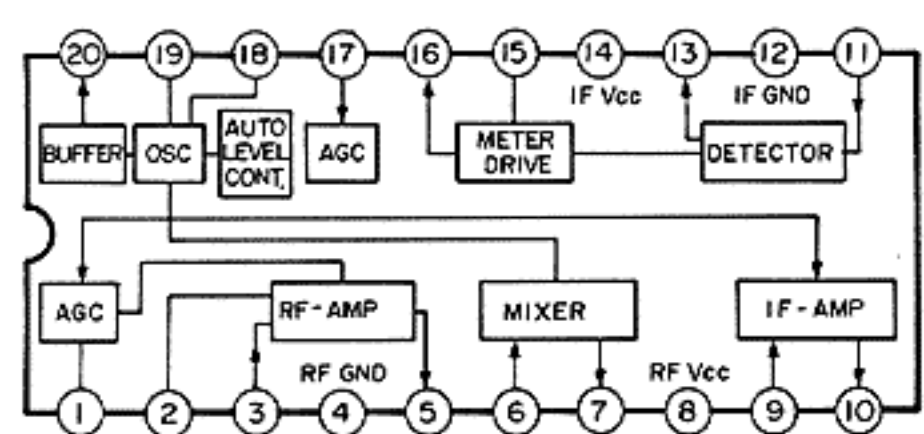 20 19 18 17 16 15 14 13 12 11
IF Vcc IF GND
BUFFER OSC AUTO LEVEL CONT. AGC METER DRIVE DETECTOR
AGC RF-AMP MIXER IF-AMP
RF GND RF Vcc
1 2 3 4 5 6 7 8 9 10